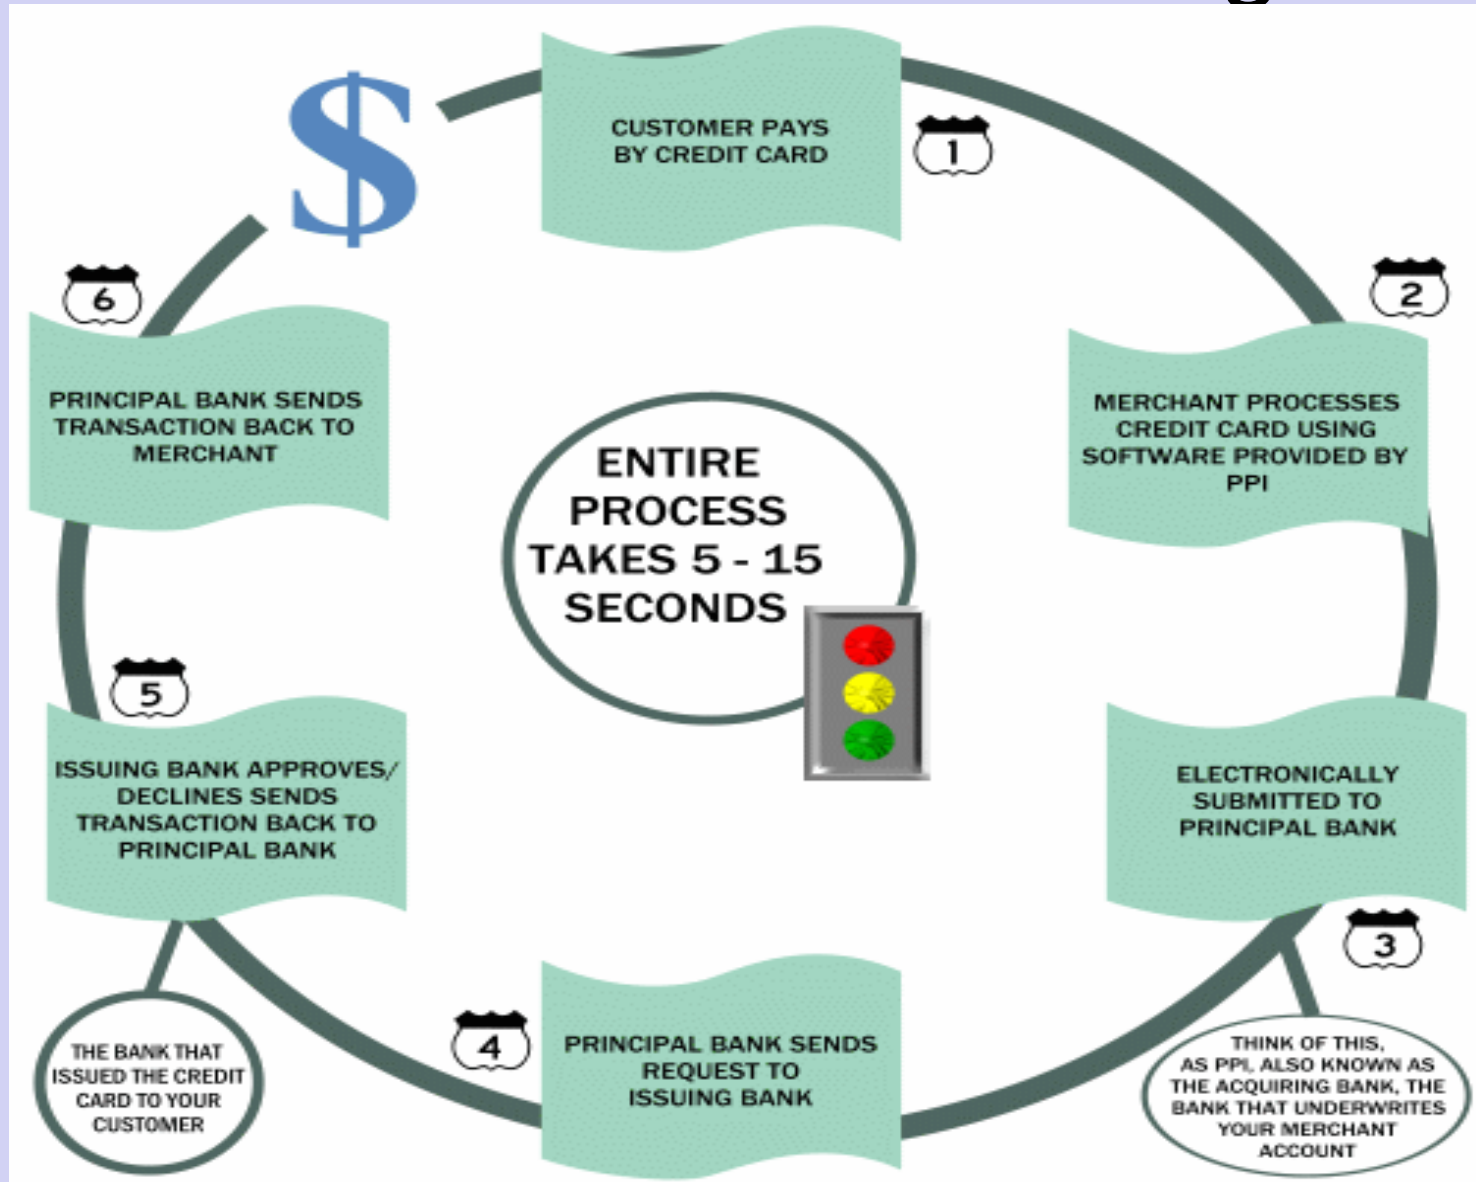 CUSTOMER PAYS
BY CREDIT CARD
1
2
MERCHANT PROCESSES
CREDIT CARD USING
SOFTWARE PROVIDED BY
PPI
ELECTRONICALLY
SUBMITTED TO
PRINCIPAL BANK
3
THINK OF THIS,
AS PPI, ALSO KNOWN AS
THE ACQUIRING BANK, THE
BANK THAT UNDERWRITES
YOUR MERCHANT
ACCOUNT
4
PRINCIPAL BANK SENDS
REQUEST TO
ISSUING BANK
5
ISSUING BANK APPROVES/
DECLINES SENDS
TRANSACTION BACK TO
PRINCIPAL BANK
THE BANK THAT
ISSUED THE CREDIT
CARD TO YOUR
CUSTOMER
6
PRINCIPAL BANK SENDS
TRANSACTION BACK TO
MERCHANT
$
ENTIRE
PROCESS
TAKES 5 - 15
SECONDS